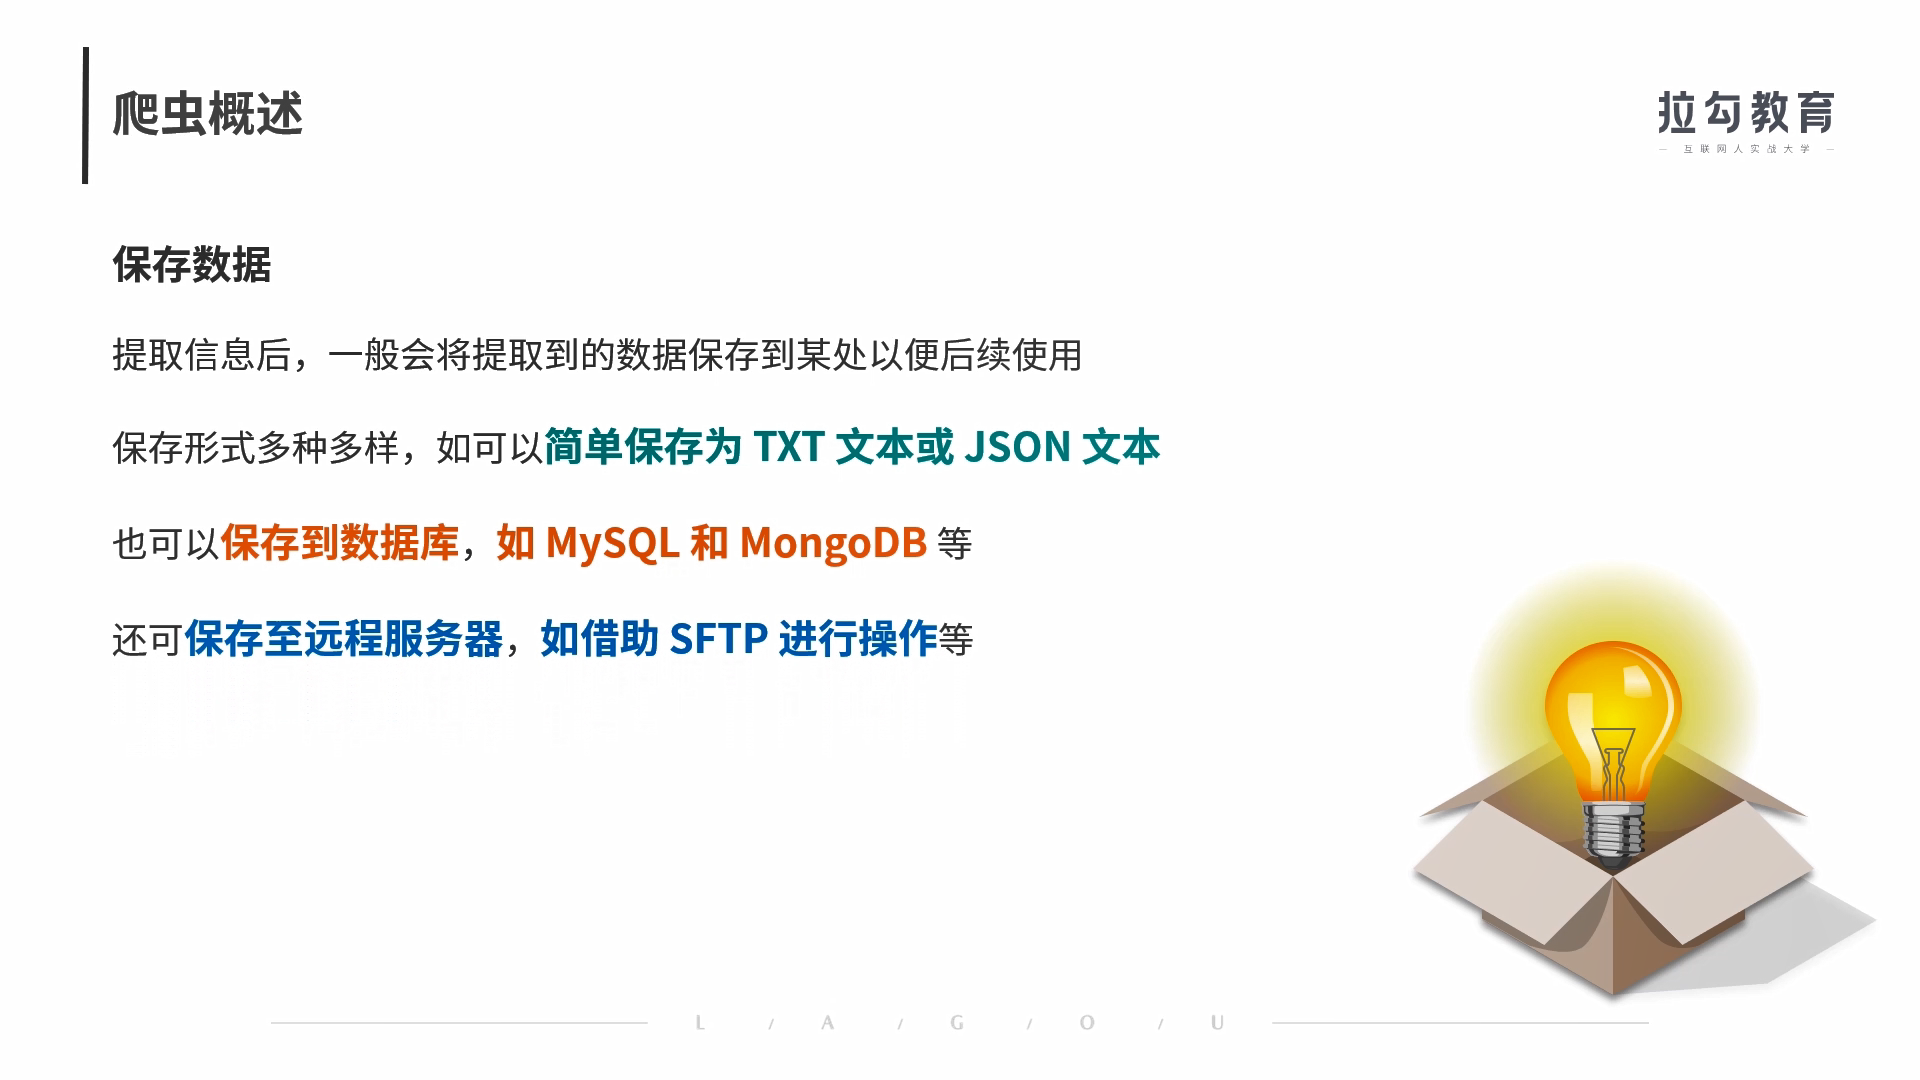 爬虫概述
拉勾教育
— 互联网人实战大学 —
保存数据
提取信息后，一般会将提取到的数据保存到某处以便后续使用
保存形式多种多样，如可以简单保存为 TXT 文本或 JSON 文本
也可以保存到数据库，如 MySQL 和 MongoDB 等
还可保存至远程服务器，如借助 SFTP 进行操作等
L / A / G / O / U